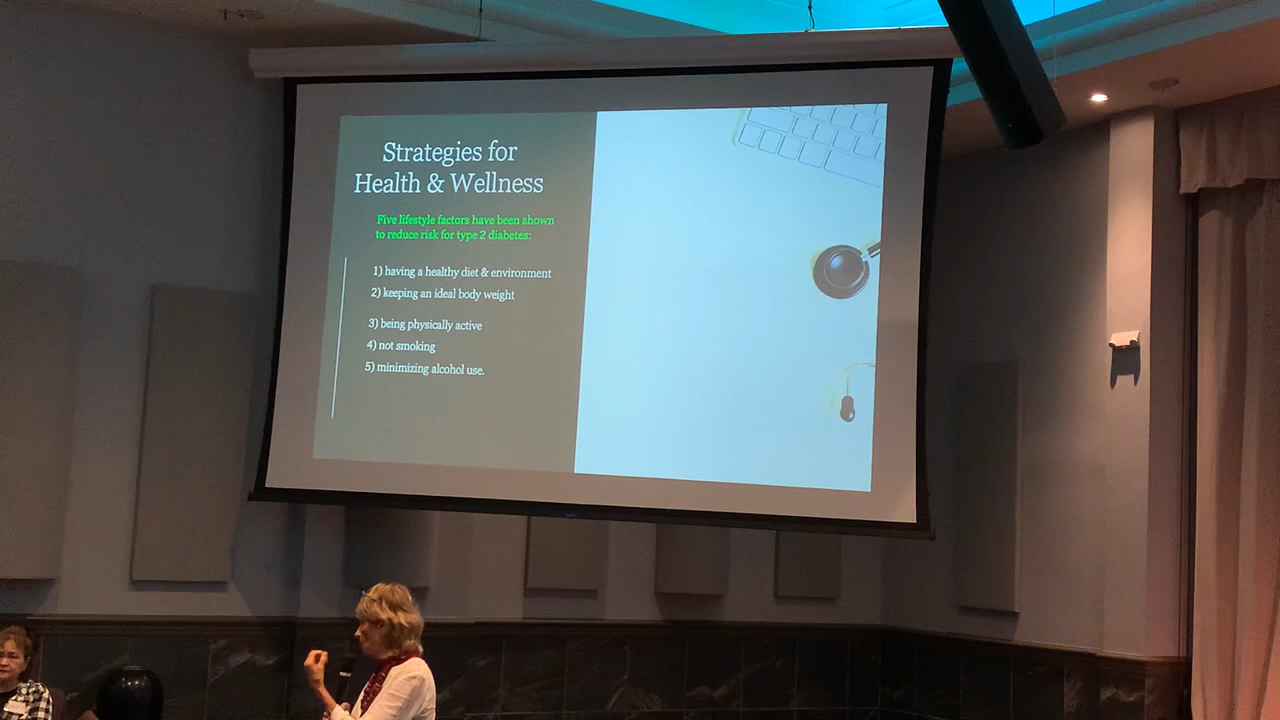 Strategies for
Health & Wellness
Five lifestyle factors have been shown
to reduce risk for type 2 diabetes:
1) having a healthy diet & environment
2) keeping an ideal body weight
3) being physically active
4) not smoking
5) minimizing alcohol use.